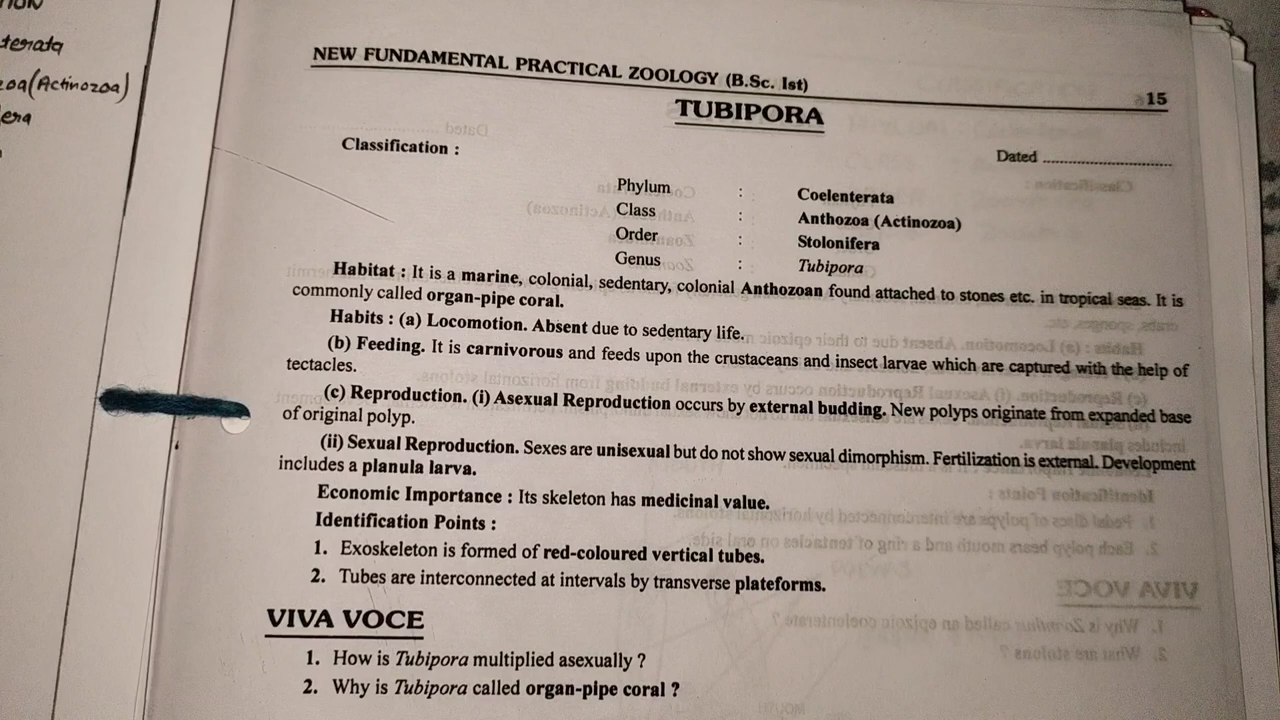 NEW FUNDAMENTAL PRACTICAL ZOOLOGY (B.Sc. Ist) 15
TUBIPORA
Classification :
Dated ................................
Phylum : Coelenterata
Class : Anthozoa (Actinozoa)
Order : Stolonifera
Genus : Tubipora
Habitat : It is a marine, colonial, sedentary, colonial Anthozoan found attached to stones etc. in tropical seas. It is
commonly called organ-pipe coral.
Habits : (a) Locomotion. Absent due to sedentary life.
(b) Feeding. It is carnivorous and feeds upon the crustaceans and insect larvae which are captured with the help of
tectacles.
(c) Reproduction. (i) Asexual Reproduction occurs by external budding. New polyps originate from expanded base
of original polyp.
(ii) Sexual Reproduction. Sexes are unisexual but do not show sexual dimorphism. Fertilization is external. Development
includes a planula larva.
Economic Importance : Its skeleton has medicinal value.
Identification Points :
1. Exoskeleton is formed of red-coloured vertical tubes.
2. Tubes are interconnected at intervals by transverse plateforms.
VIVA VOCE
1. How is Tubipora multiplied asexually ?
2. Why is Tubipora called organ-pipe coral ?
terata
zoa (Actinozoa)
era